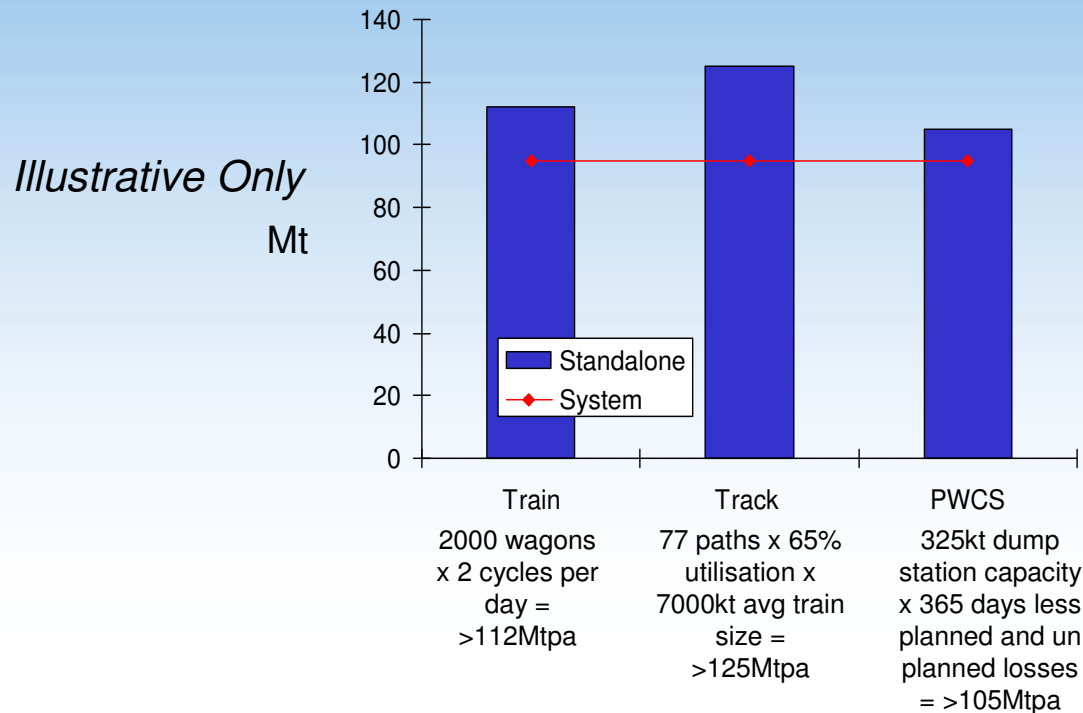 Illustrative Only
Mt
140
120
100
80
60
40
20
0
Standalone
System
Train
2000 wagons
x 2 cycles per
day =
>112Mtpa
Track
77 paths x 65%
utilisation x
7000kt avg train
size =
>125Mtpa
PWCS
325kt dump
station capacity
x 365 days less
planned and un
planned losses
= >105Mtpa